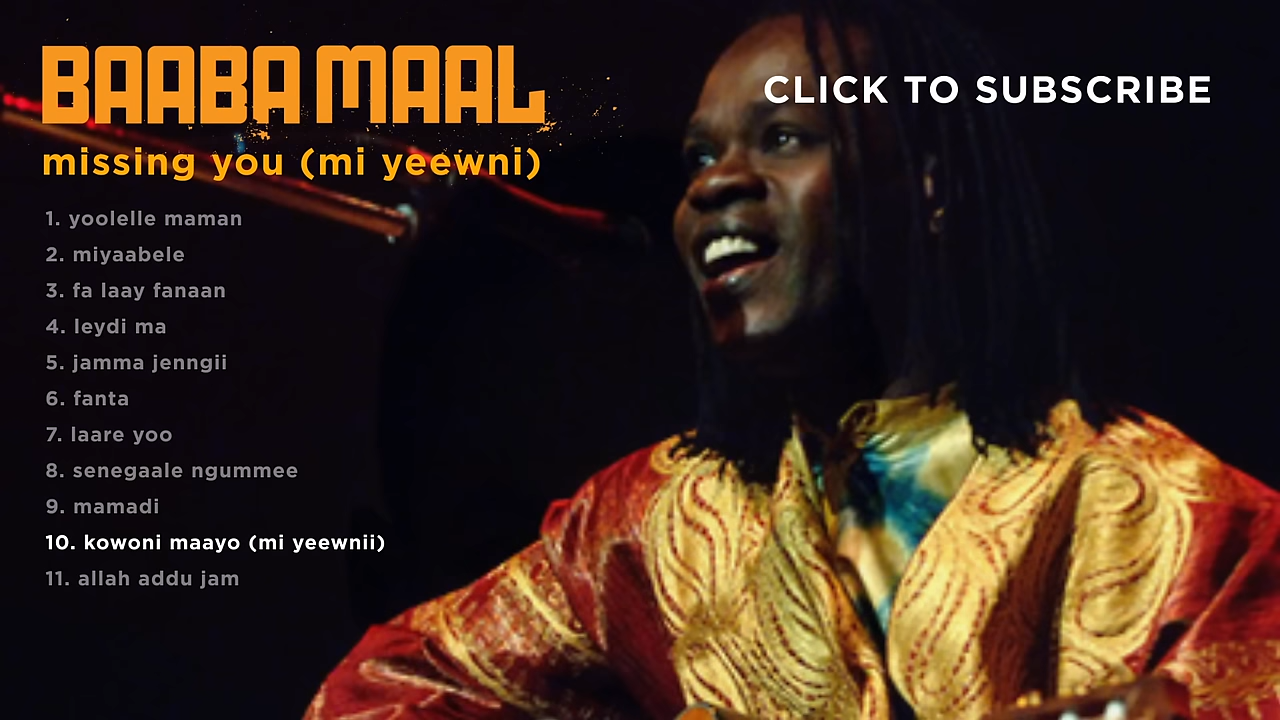 BAABA MAAL
missing you (mi yeewni)
CLICK TO SUBSCRIBE
1. yoolelle maman
2. miyaabele
3. fa laay fanaan
4. leydi ma
5. jamma jenngii
6. fanta
7. laare yoo
8. senegaale ngummee
9. mamadi
10. kowoni maayo (mi yeewnii)
11. allah addu jam